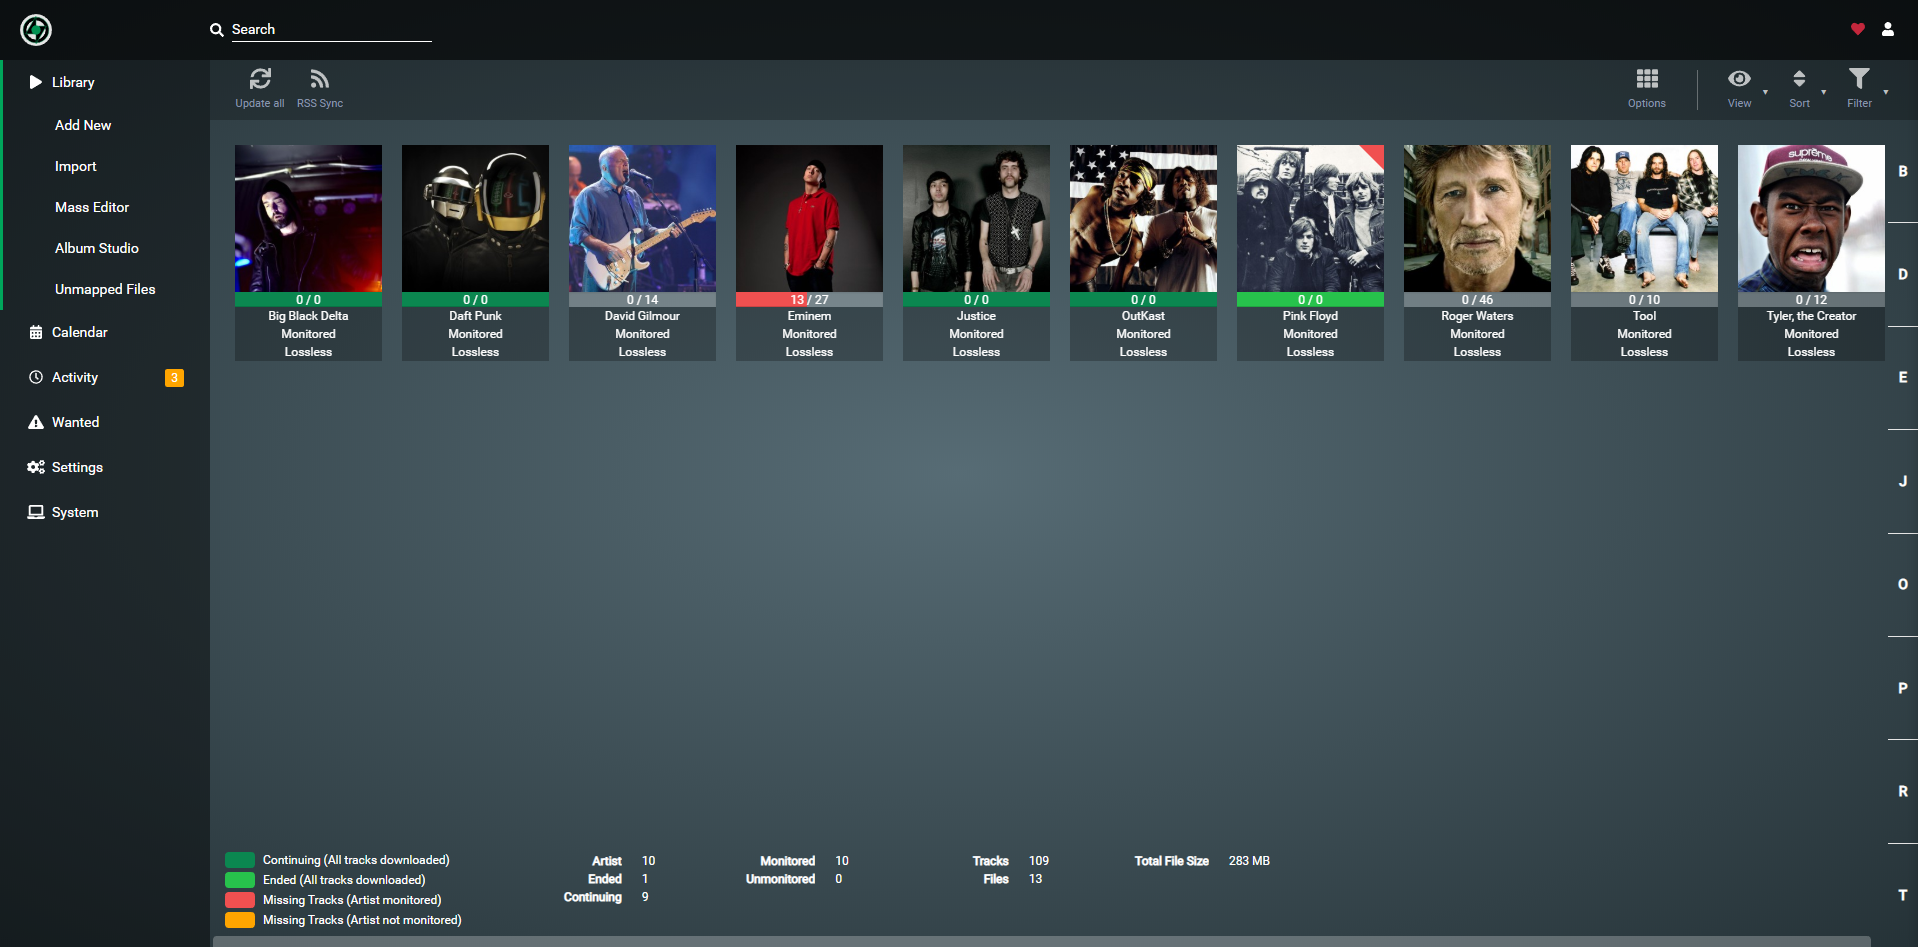 Search
Library
Add New
Import
Mass Editor
Album Studio
Unmapped Files
Calendar
Activity 3
Wanted
Settings
System
Update all RSS Sync Options View Sort Filter
suprême
0 / 0 0 / 0 0 / 14 13 / 27 0 / 0 0 / 0 0 / 0 0 / 46 0 / 10 0 / 12
Big Black Delta Daft Punk David Gilmour Eminem Justice OutKast Pink Floyd Roger Waters Tool Tyler, the Creator
Monitored Monitored Monitored Monitored Monitored Monitored Monitored Monitored Monitored Monitored
Lossless Lossless Lossless Lossless Lossless Lossless Lossless Lossless Lossless Lossless
B
D
E
J
O
P
R
T
Continuing (All tracks downloaded)
Ended (All tracks downloaded)
Missing Tracks (Artist monitored)
Missing Tracks (Artist not monitored)
Artist 10
Ended 1
Continuing 9
Monitored 10
Unmonitored 0
Tracks 109
Files 13
Total File Size 283 MB